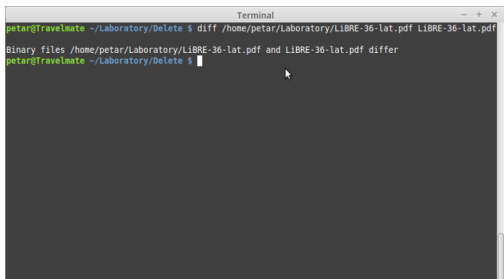 Terminal
petar@Travelmate ~/Laboratory/Delete $ diff /home/petar/Laboratory/LiBRE-36-lat.pdf LiBRE-36-lat.pdf
Binary files /home/petar/Laboratory/LiBRE-36-lat.pdf and LiBRE-36-lat.pdf differ
petar@Travelmate ~/Laboratory/Delete $